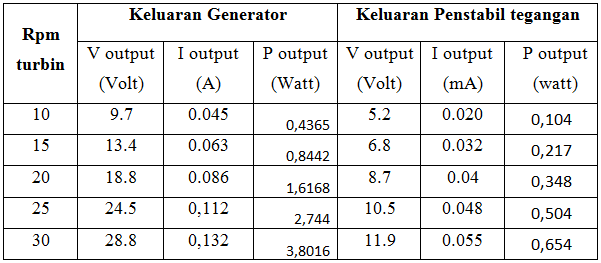 Rpm turbin Keluaran Generator Keluaran Penstabil tegangan
V output (Volt) I output (A) P output (Watt) V output (Volt) I output (mA) P output (watt)
10 9.7 0.045 0,4365 5.2 0.020 0,104
15 13.4 0.063 0,8442 6.8 0.032 0,217
20 18.8 0.086 1,6168 8.7 0.04 0,348
25 24.5 0,112 2,744 10.5 0.048 0,504
30 28.8 0,132 3,8016 11.9 0.055 0,654